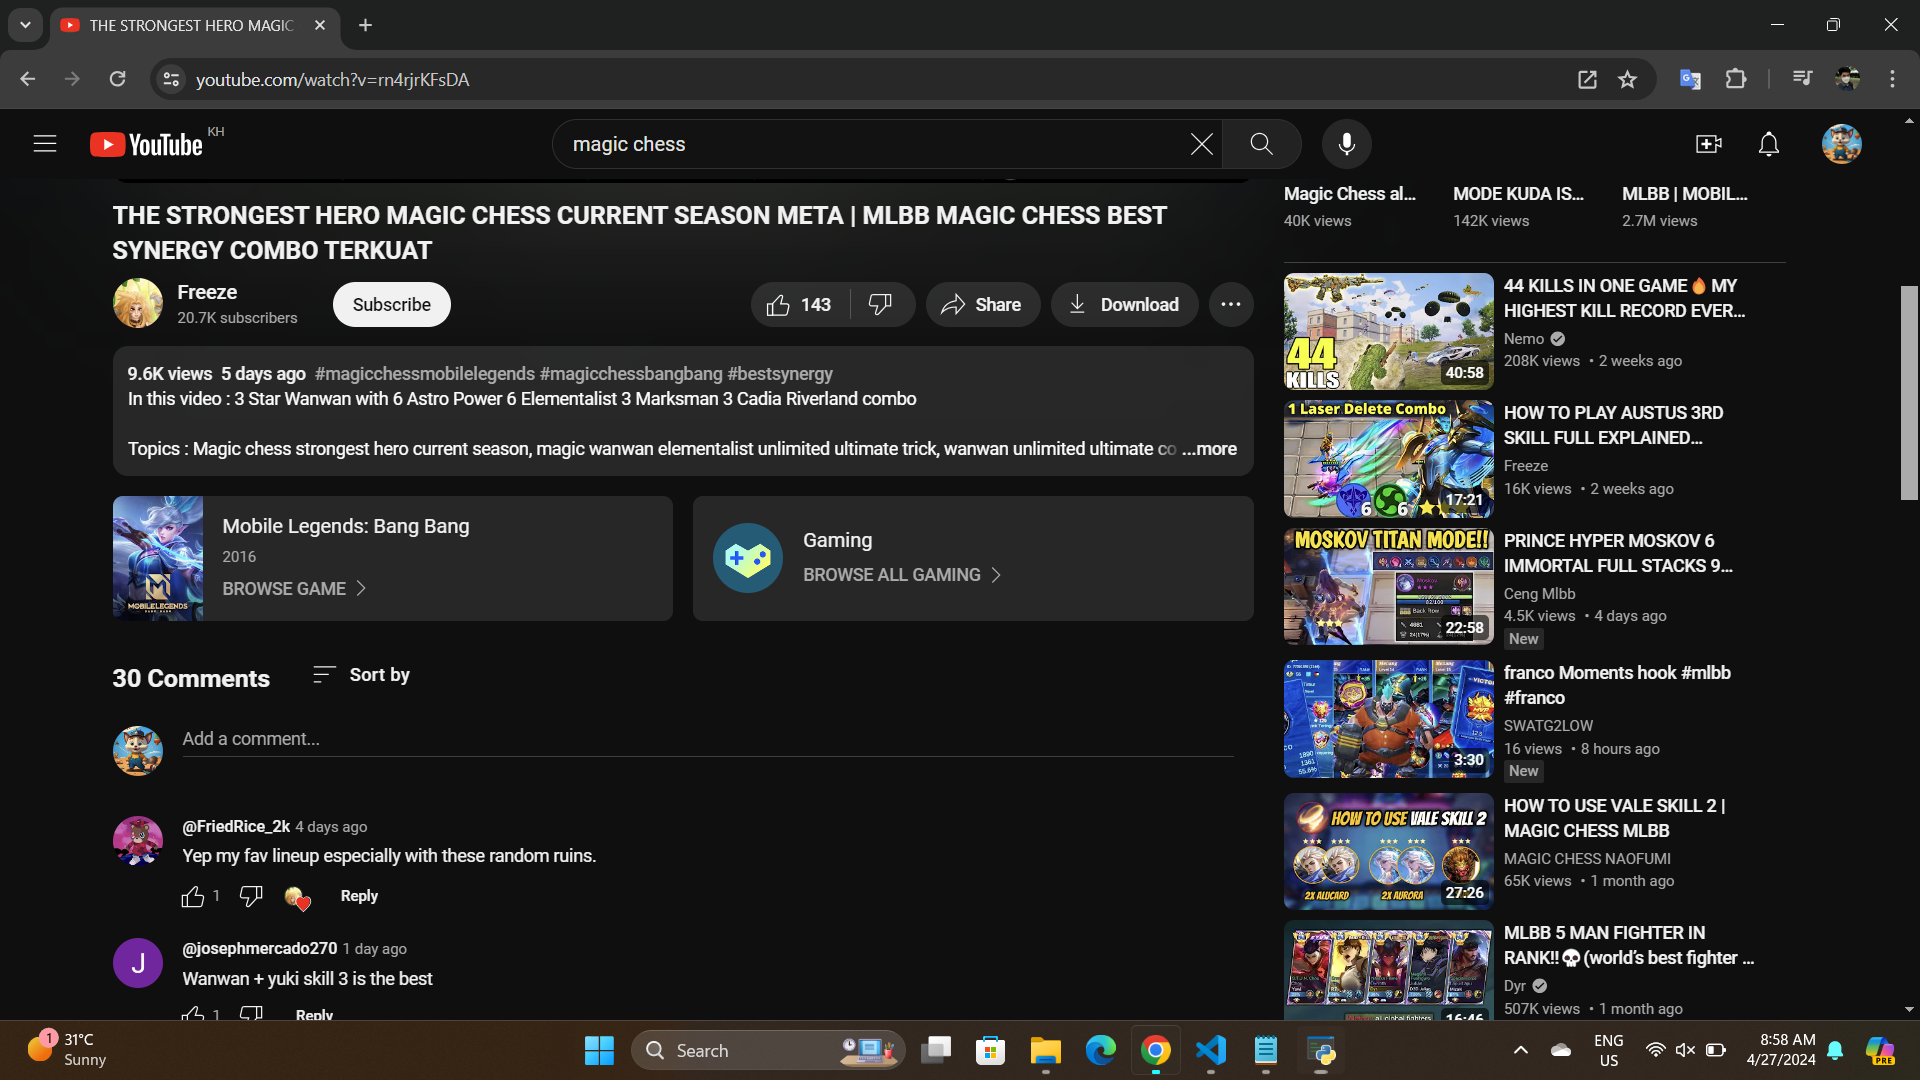 THE STRONGEST HERO MAGIC
youtube.com/watch?v=rn4rjrKFsDA
YouTube KH
magic chess
THE STRONGEST HERO MAGIC CHESS CURRENT SEASON META | MLBB MAGIC CHESS BEST
SYNERGY COMBO TERKUAT
Freeze
20.7K subscribers
Subscribe
143
Share
Download
9.6K views 5 days ago #magicchessmobilelegends #magicchessbangbang #bestsynergy
In this video : 3 Star Wanwan with 6 Astro Power 6 Elementalist 3 Marksman 3 Cadia Riverland combo
Topics : Magic chess strongest hero current season, magic wanwan elementalist unlimited ultimate trick, wanwan unlimited ultimate co ...more
MOBILE LEGENDS
Mobile Legends: Bang Bang
2016
BROWSE GAME
Gaming
BROWSE ALL GAMING
30 Comments
Sort by
Add a comment...
@FriedRice_2k 4 days ago
Yep my fav lineup especially with these random ruins.
1
Reply
J
@josephmercado270 1 day ago
Wanwan + yuki skill 3 is the best
1
Reply
Magic Chess al...
40K views
MODE KUDA IS...
142K views
MLBB | MOBIL...
2.7M views
44
KILLS
40:58
44 KILLS IN ONE GAME🔥 MY
HIGHEST KILL RECORD EVER...
Nemo
208K views • 2 weeks ago
1 Laser Delete Combo
6
6
17:21
HOW TO PLAY AUSTUS 3RD
SKILL FULL EXPLAINED...
Freeze
16K views • 2 weeks ago
MOSKOV TITAN MODE!!
Moskov
Back Row
22:58
PRINCE HYPER MOSKOV 6
IMMORTAL FULL STACKS 9...
Ceng Mlbb
4.5K views • 4 days ago
New
3:30
franco Moments hook #mlbb
#franco
SWATG2LOW
16 views • 8 hours ago
New
HOW TO USE VALE SKILL 2
2X ALUCARD
2X AURORA
27:26
HOW TO USE VALE SKILL 2 |
MAGIC CHESS MLBB
MAGIC CHESS NAOFUMI
65K views • 1 month ago
16:46
MLBB 5 MAN FIGHTER IN
RANK!!💀(world's best fighter ...
Dyr
507K views • 1 month ago
1
31°C
Sunny
Search
ENG
US
8:58 AM
4/27/2024
PRE